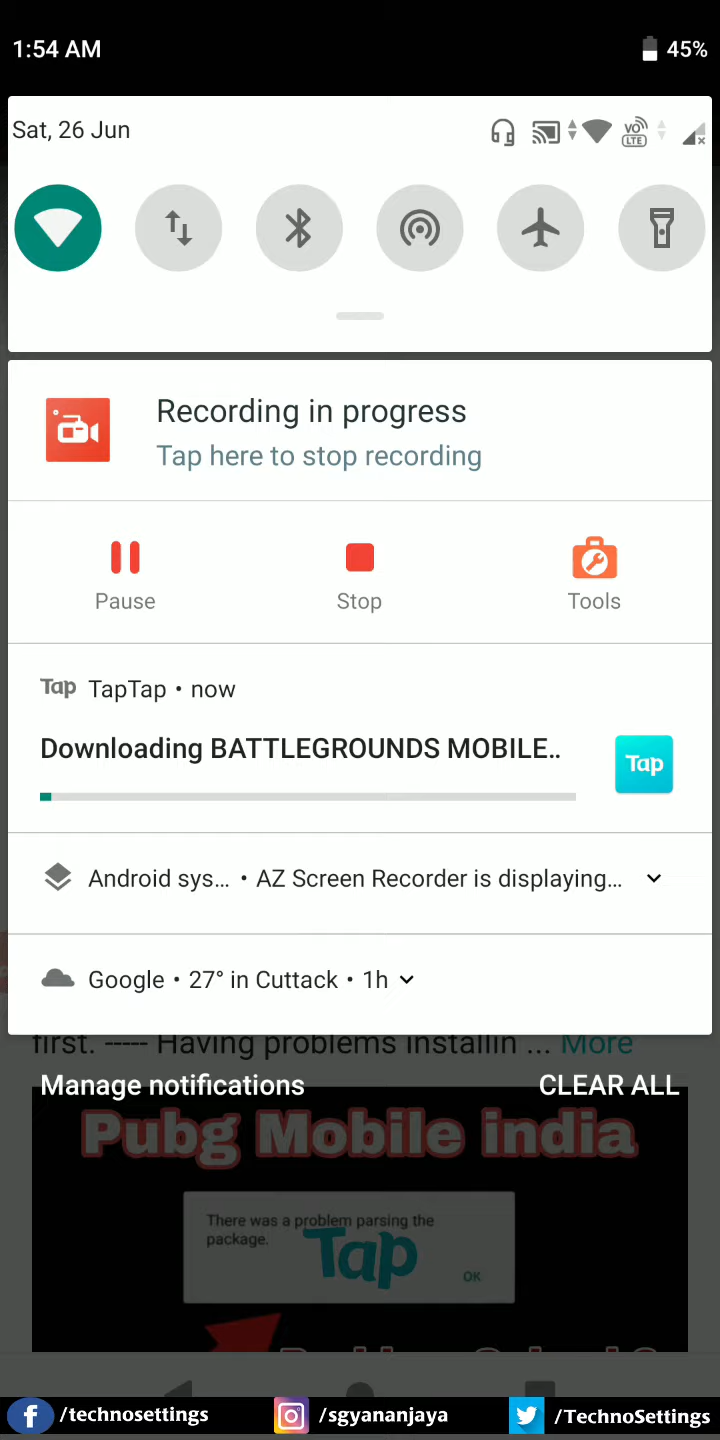 1:54 AM
45%
Sat, 26 Jun
VO
LTE
Recording in progress
Tap here to stop recording
Pause
Stop
Tools
Tap TapTap • now
Downloading BATTLEGROUNDS MOBILE..
Tap
Android sys... • AZ Screen Recorder is displaying...
Google • 27° in Cuttack • 1h
first. ----- Having problems installin ... More
Manage notifications
CLEAR ALL
Pubg Mobile india
There was a problem parsing the
package.
Tap
OK
/technosettings
/sgyananjaya
/TechnoSettings